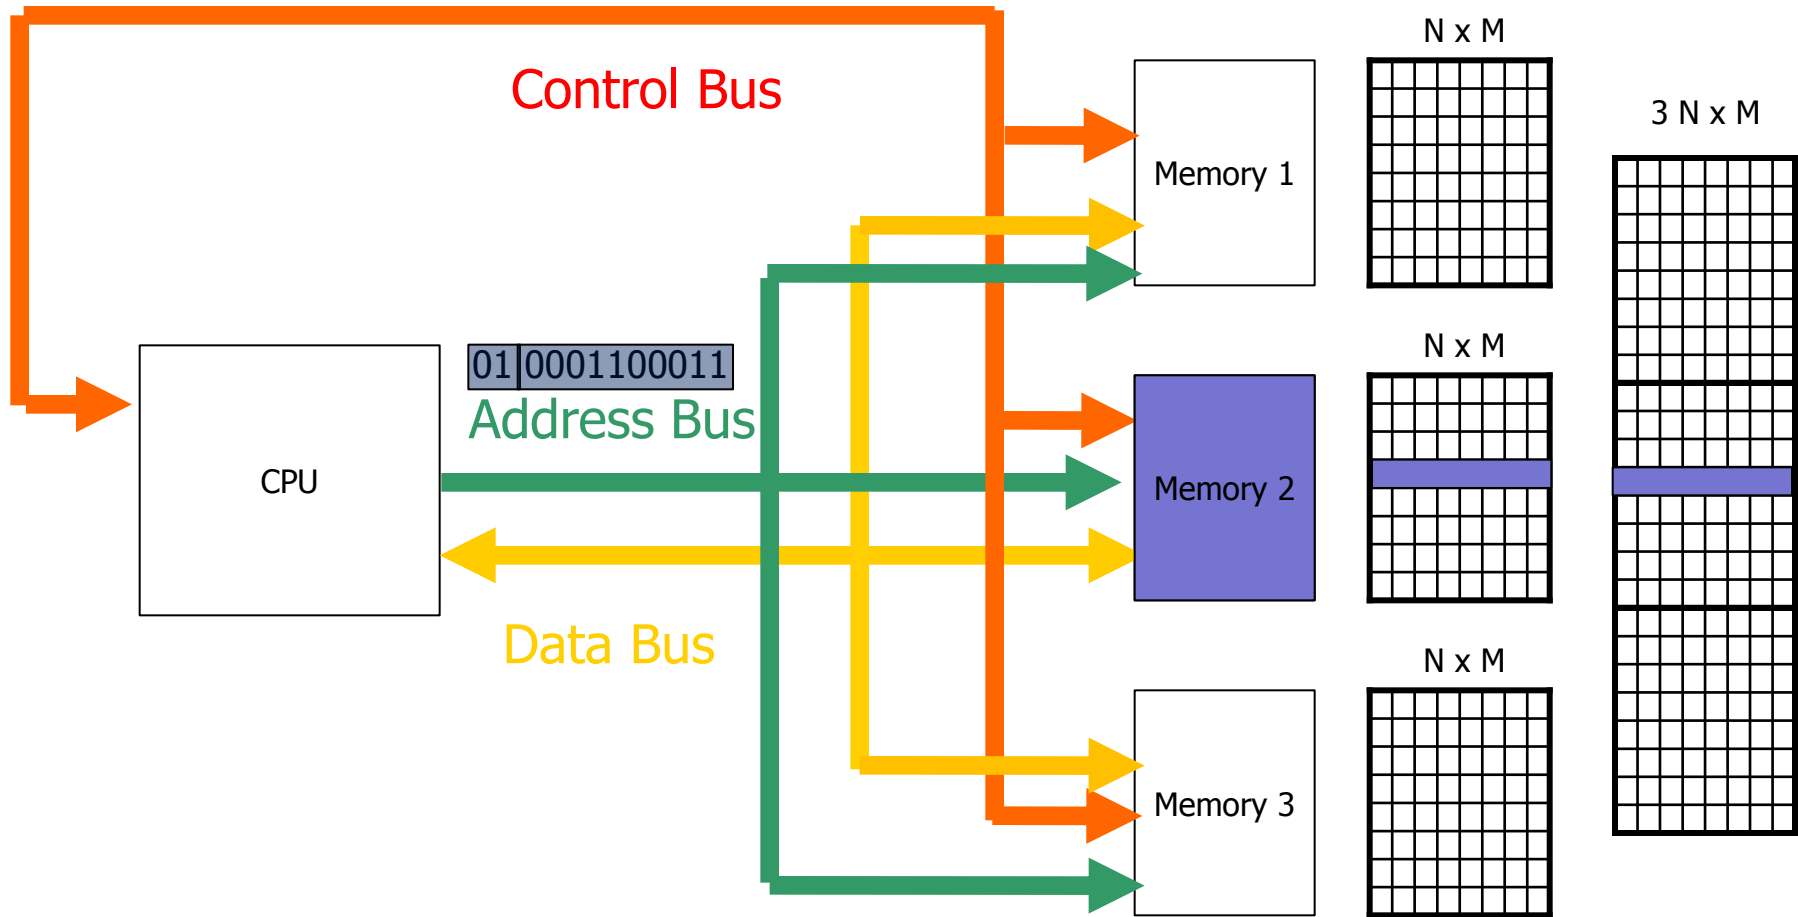 N x M
Control Bus
3 N x M
Memory 1
N x M
01 0001100011
Address Bus
CPU
Memory 2
Data Bus
N x M
Memory 3